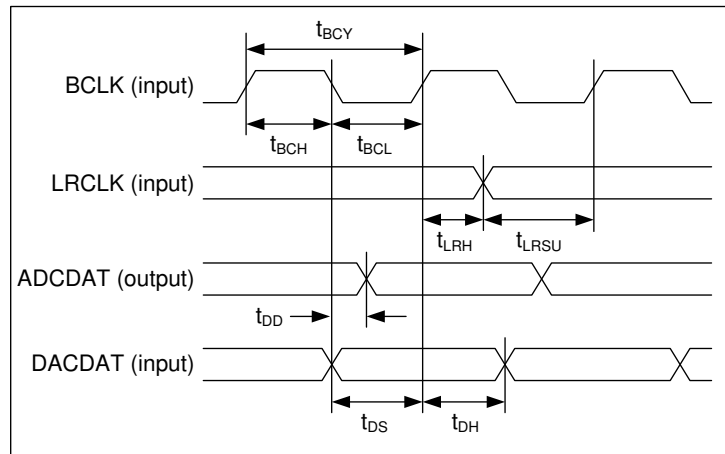 tBCY
BCLK (input)
tBCH tBCL
LRCLK (input)
tLRH tLRSU
ADCDAT (output)
tDD
DACDAT (input)
tDS tDH